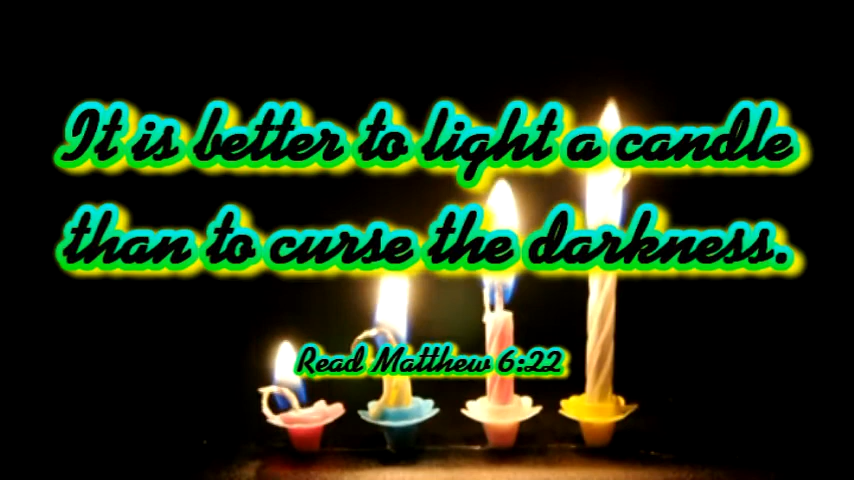 It is better to light a candle
than to curse the darkness.
Read Matthew 6:22